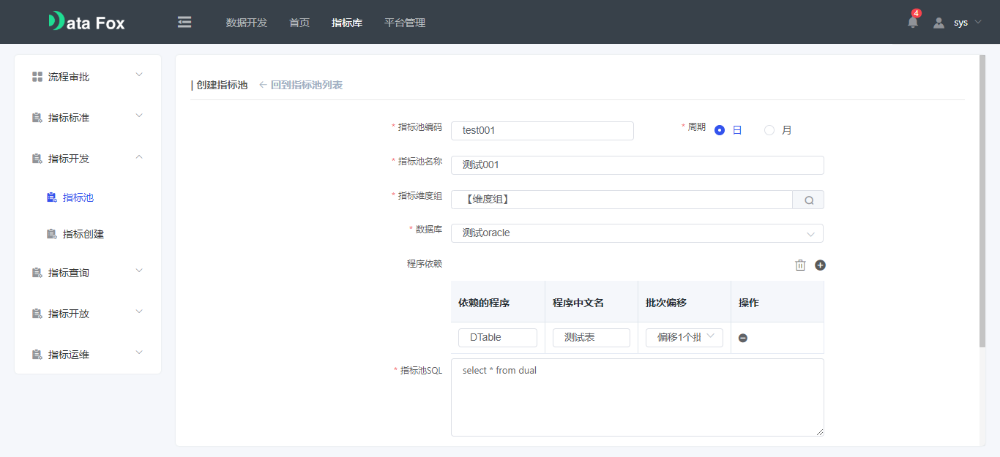 Data Fox
数据开发 首页 指标库 平台管理
4
sys
流程审批
指标标准
指标开发
指标池
指标创建
指标查询
指标开放
指标运维
| 创建指标池 ← 回到指标池列表
* 指标池编码 test001 * 周期 日 月
* 指标池名称 测试001
* 指标维度组 【维度组】
* 数据库 测试oracle
程序依赖
依赖的程序 程序中文名 批次偏移 操作
DTable 测试表 偏移1个批
* 指标池SQL select * from dual